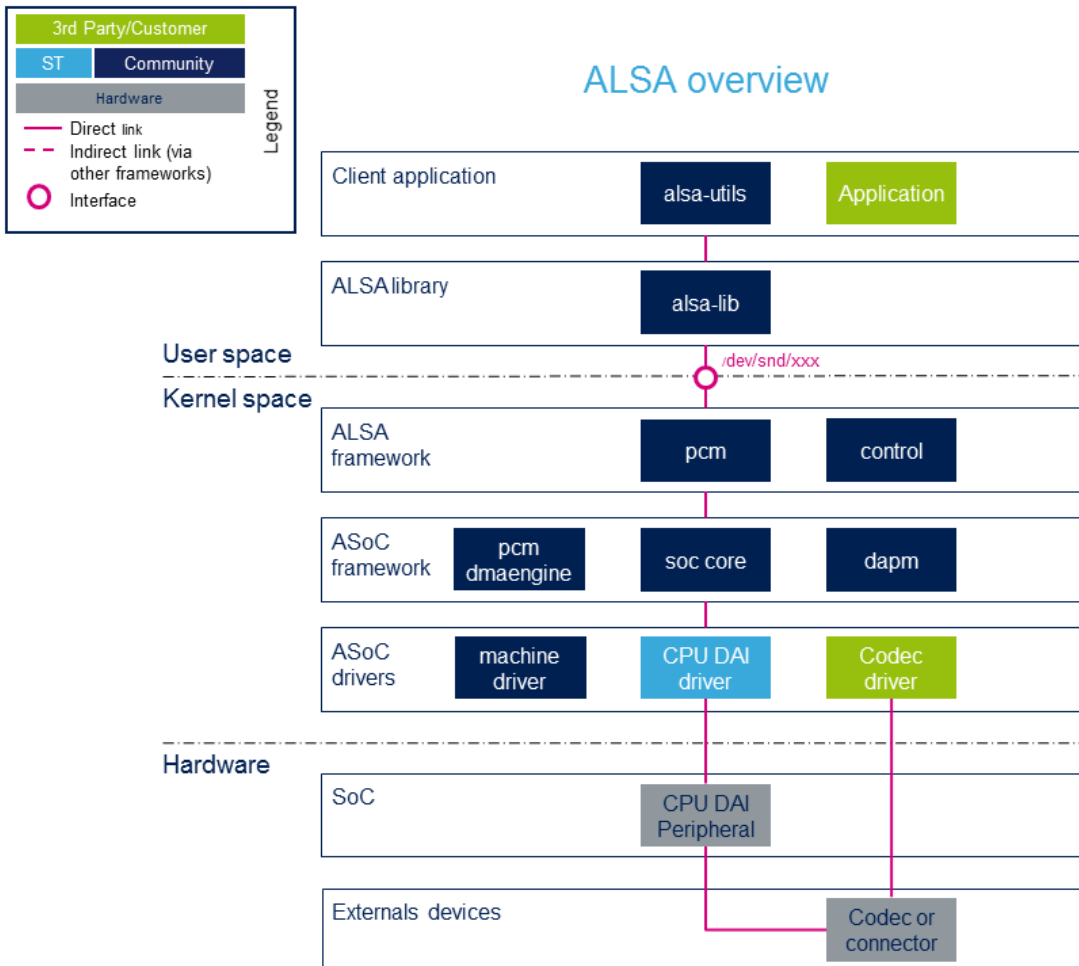 3rd Party/Customer
ST
Community
Hardware
Direct link
Indirect link (via
other frameworks)
Interface
Legend
ALSA overview
Client application
alsa-utils
Application
ALSA library
alsa-lib
User space
/dev/snd/xxx
Kernel space
ALSA
framework
pcm
control
ASoC
framework
pcm
dmaengine
soc core
dapm
ASoC
drivers
machine
driver
CPU DAI
driver
Codec
driver
Hardware
SoC
CPU DAI
Peripheral
Externals devices
Codec or
connector